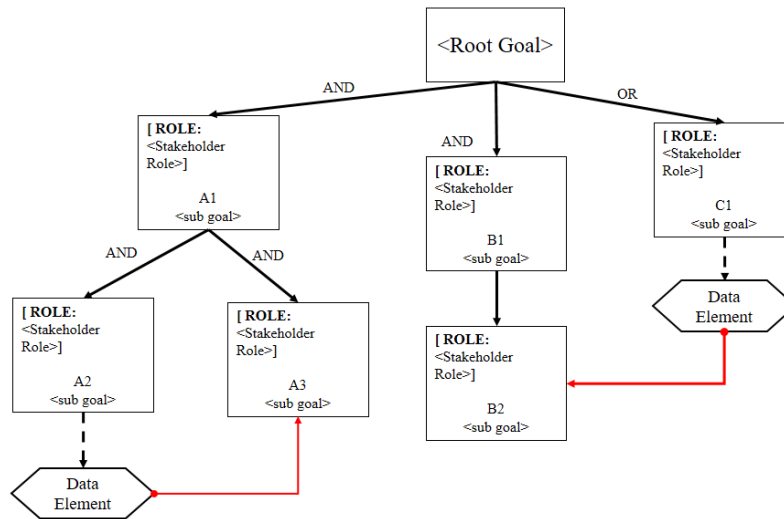 <Root Goal>
AND
OR
AND
[ ROLE:
<Stakeholder
Role>]
A1
<sub goal>
[ ROLE:
<Stakeholder
Role>]
B1
<sub goal>
[ ROLE:
<Stakeholder
Role>]
C1
<sub goal>
AND
AND
[ ROLE:
<Stakeholder
Role>]
A2
<sub goal>
[ ROLE:
<Stakeholder
Role>]
A3
<sub goal>
[ ROLE:
<Stakeholder
Role>]
B2
<sub goal>
Data
Element
Data
Element